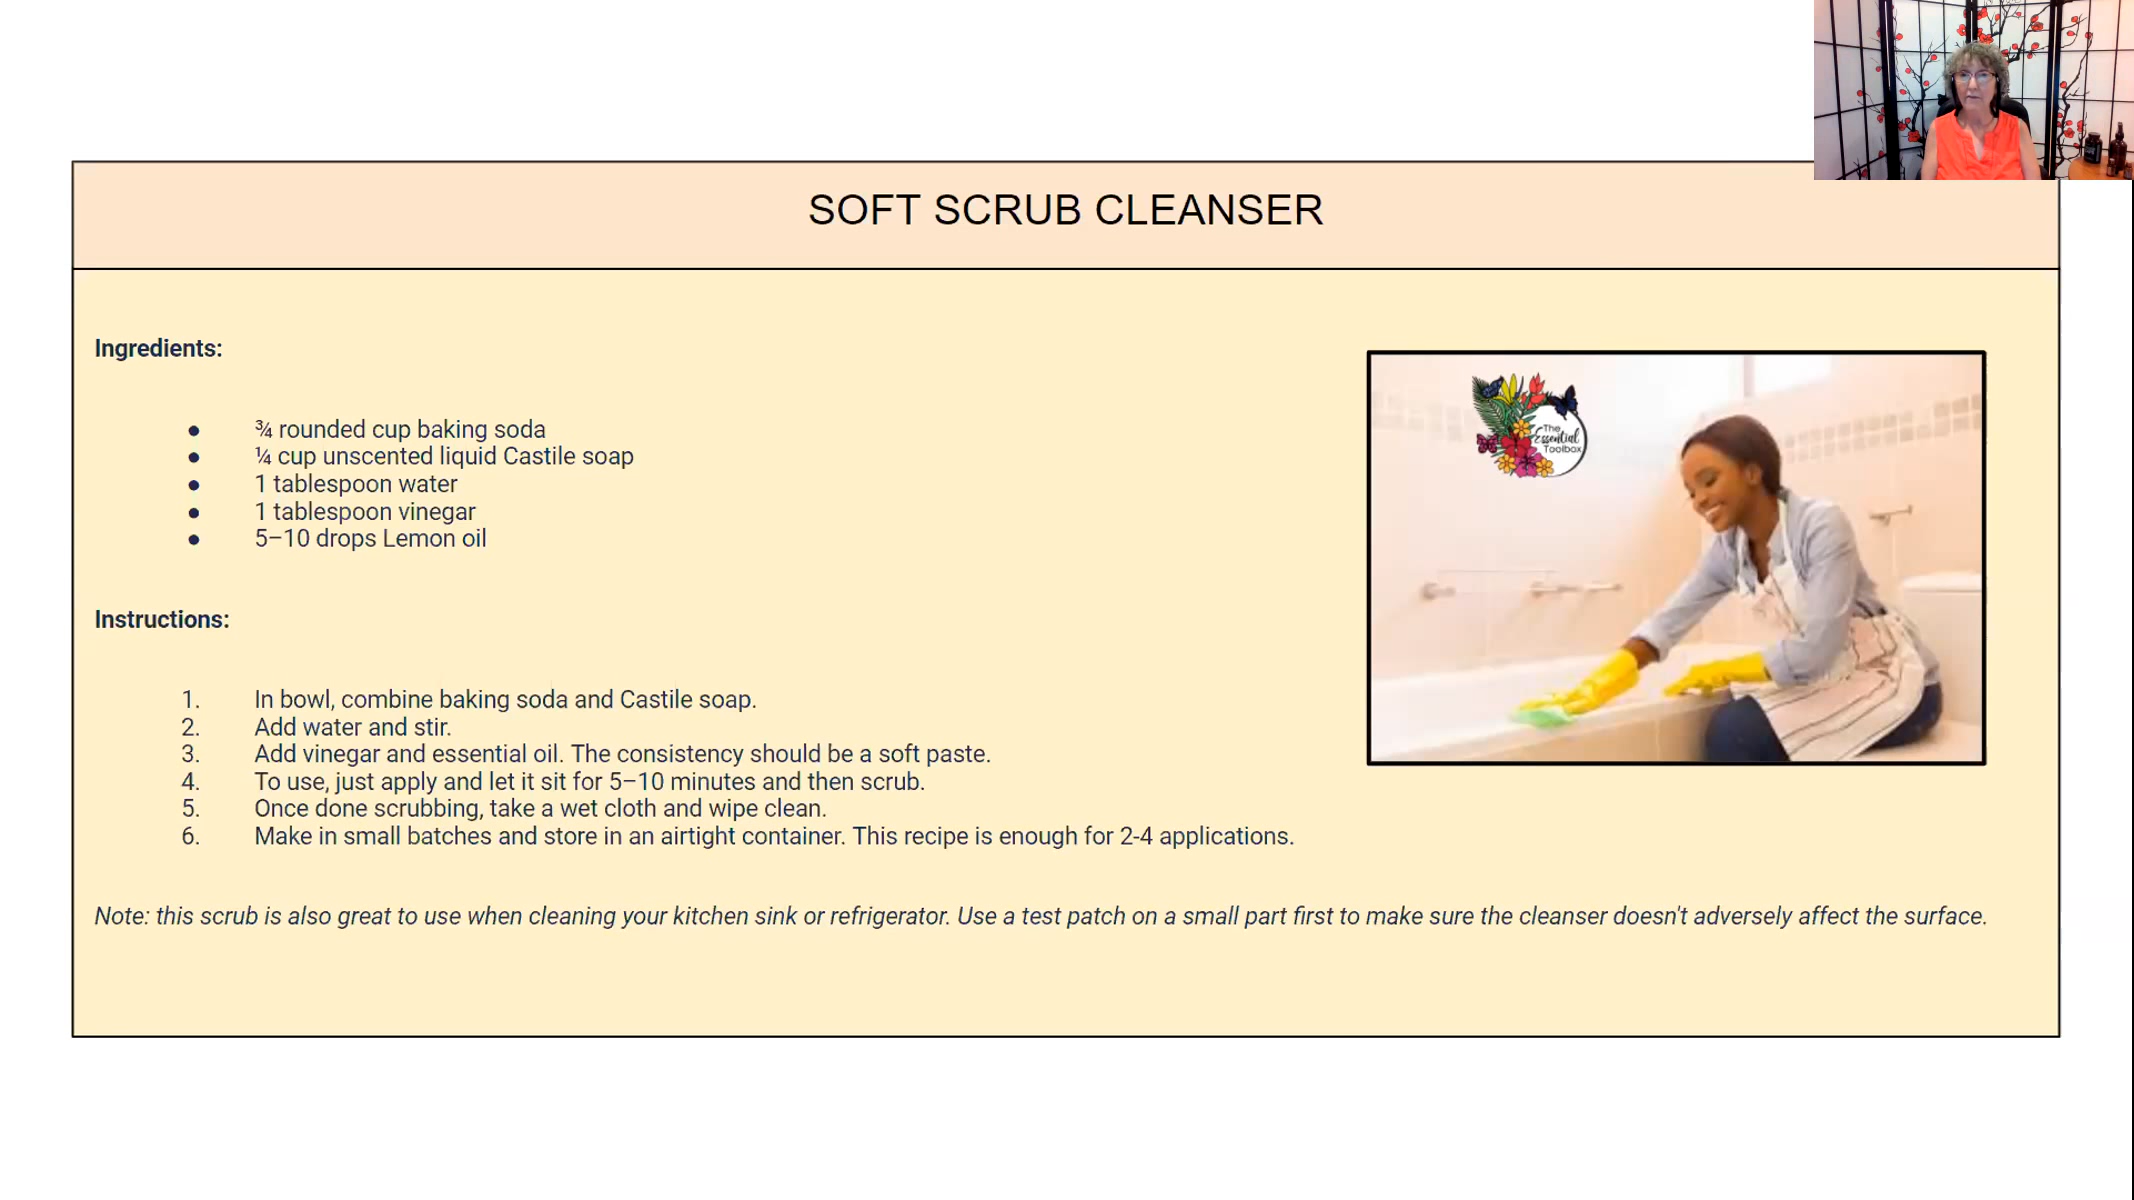 SOFT SCRUB CLEANSER
Ingredients:
● ¾ rounded cup baking soda
● ¼ cup unscented liquid Castile soap
● 1 tablespoon water
● 1 tablespoon vinegar
● 5–10 drops Lemon oil
The
Essential
Toolbox
Instructions:
1. In bowl, combine baking soda and Castile soap.
2. Add water and stir.
3. Add vinegar and essential oil. The consistency should be a soft paste.
4. To use, just apply and let it sit for 5–10 minutes and then scrub.
5. Once done scrubbing, take a wet cloth and wipe clean.
6. Make in small batches and store in an airtight container. This recipe is enough for 2-4 applications.
Note: this scrub is also great to use when cleaning your kitchen sink or refrigerator. Use a test patch on a small part first to make sure the cleanser doesn't adversely affect the surface.